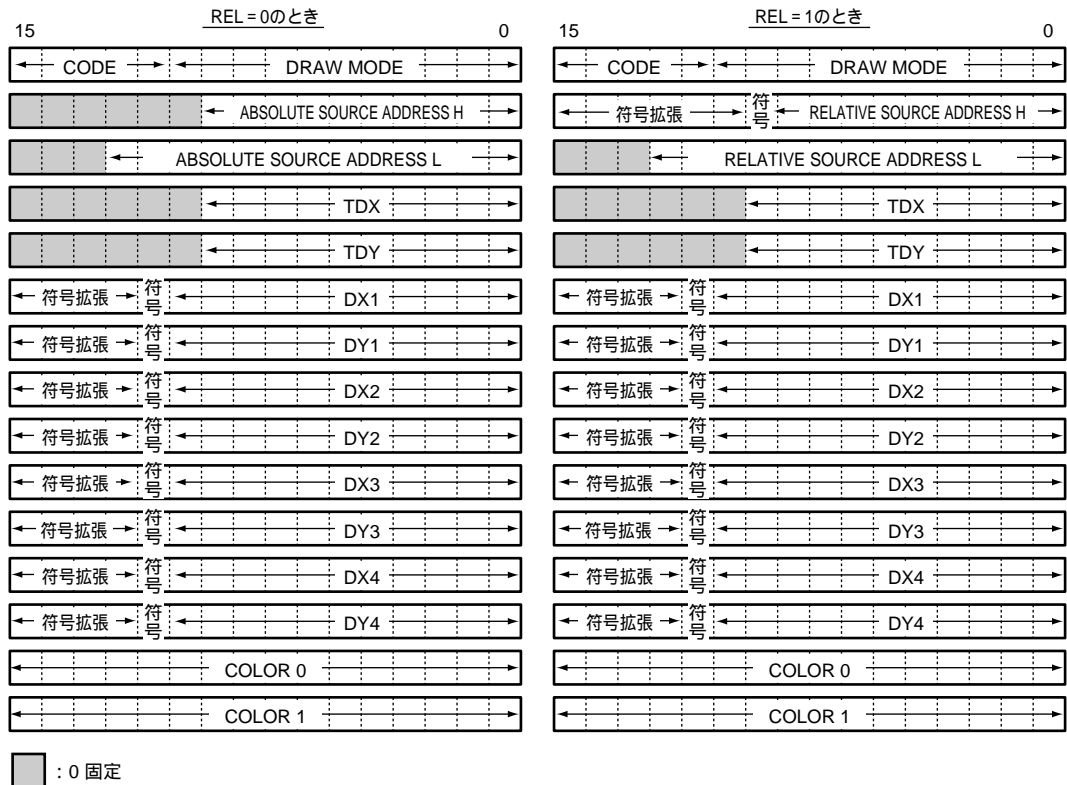 REL = 0のとき
15 0
CODE DRAW MODE
ABSOLUTE SOURCE ADDRESS H
ABSOLUTE SOURCE ADDRESS L
TDX
TDY
符号拡張 符号 DX1
符号拡張 符号 DY1
符号拡張 符号 DX2
符号拡張 符号 DY2
符号拡張 符号 DX3
符号拡張 符号 DY3
符号拡張 符号 DX4
符号拡張 符号 DY4
COLOR 0
COLOR 1
REL = 1のとき
15 0
CODE DRAW MODE
符号拡張 符号 RELATIVE SOURCE ADDRESS H
RELATIVE SOURCE ADDRESS L
TDX
TDY
符号拡張 符号 DX1
符号拡張 符号 DY1
符号拡張 符号 DX2
符号拡張 符号 DY2
符号拡張 符号 DX3
符号拡張 符号 DY3
符号拡張 符号 DX4
符号拡張 符号 DY4
COLOR 0
COLOR 1
：0 固定